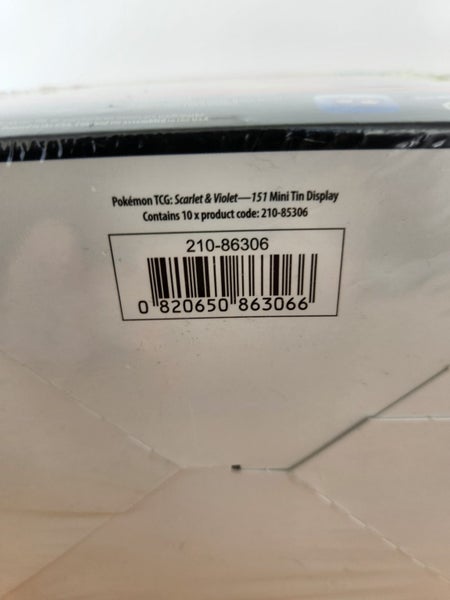 Pokémon TCG: Scarlet & Violet—151 Mini Tin Display
Contains 10 x product code: 210-85306
210-86306
0 820650 863066